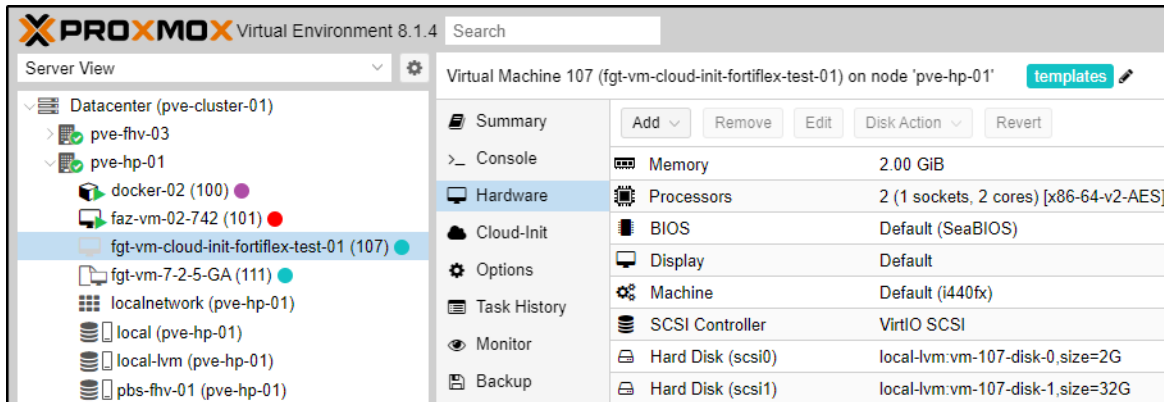 PROXMOX Virtual Environment 8.1.4 Search
Server View
Datacenter (pve-cluster-01)
pve-fhv-03
pve-hp-01
docker-02 (100)
faz-vm-02-742 (101)
fgt-vm-cloud-init-fortiflex-test-01 (107)
fgt-vm-7-2-5-GA (111)
localnetwork (pve-hp-01)
local (pve-hp-01)
local-lvm (pve-hp-01)
pbs-fhv-01 (pve-hp-01)
Virtual Machine 107 (fgt-vm-cloud-init-fortiflex-test-01) on node 'pve-hp-01' templates
Summary
Console
Hardware
Cloud-Init
Options
Task History
Monitor
Backup
Add Remove Edit Disk Action Revert
Memory 2.00 GiB
Processors 2 (1 sockets, 2 cores) [x86-64-v2-AES]
BIOS Default (SeaBIOS)
Display Default
Machine Default (i440fx)
SCSI Controller VirtIO SCSI
Hard Disk (scsi0) local-lvm:vm-107-disk-0,size=2G
Hard Disk (scsi1) local-lvm:vm-107-disk-1,size=32G